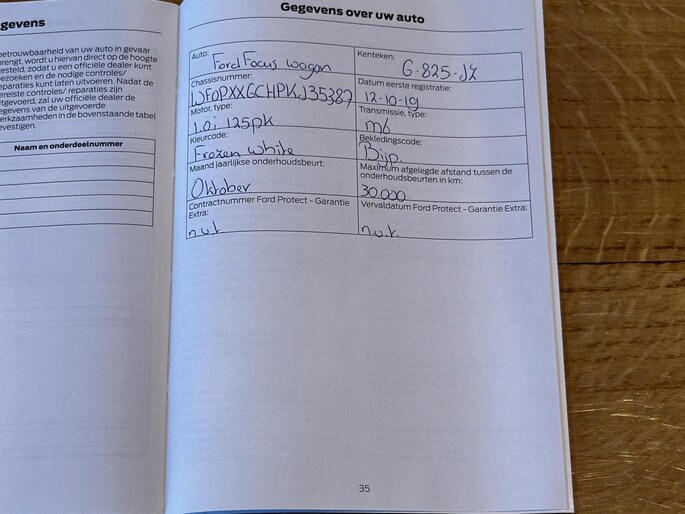 gevens
betrouwbaarheid van uw auto in gevaar
brengt, wordt u hiervan direct op de hoogte
gesteld, zodat u een officiële dealer kunt
bezoeken en de nodige controles/
reparaties kunt laten uitvoeren. Nadat de
vereiste controles/ reparaties zijn
uitgevoerd, zal uw officiële dealer de
gegevens van de uitgevoerde
werkzaamheden in de bovenstaande tabel
bevestigen.
Naam en onderdeelnummer
Gegevens over uw auto
Auto: Ford Focus wagon
Kenteken: G-825-JZ
Chassisnummer: WF0PXXGCHPKJ35387
Datum eerste registratie: 12-10-19
Motor, type: 1.0i 125pk
Transmissie, type: m6
Kleurcode: Frozen white
Bekledingscode: Bijp.
Maand jaarlijkse onderhoudsbeurt: Oktober
Maximum afgelegde afstand tussen de
onderhoudsbeurten in km: 30.000
Contractnummer Ford Protect - Garantie
Extra: n.v.t.
Vervaldatum Ford Protect - Garantie Extra: n.v.t.
35